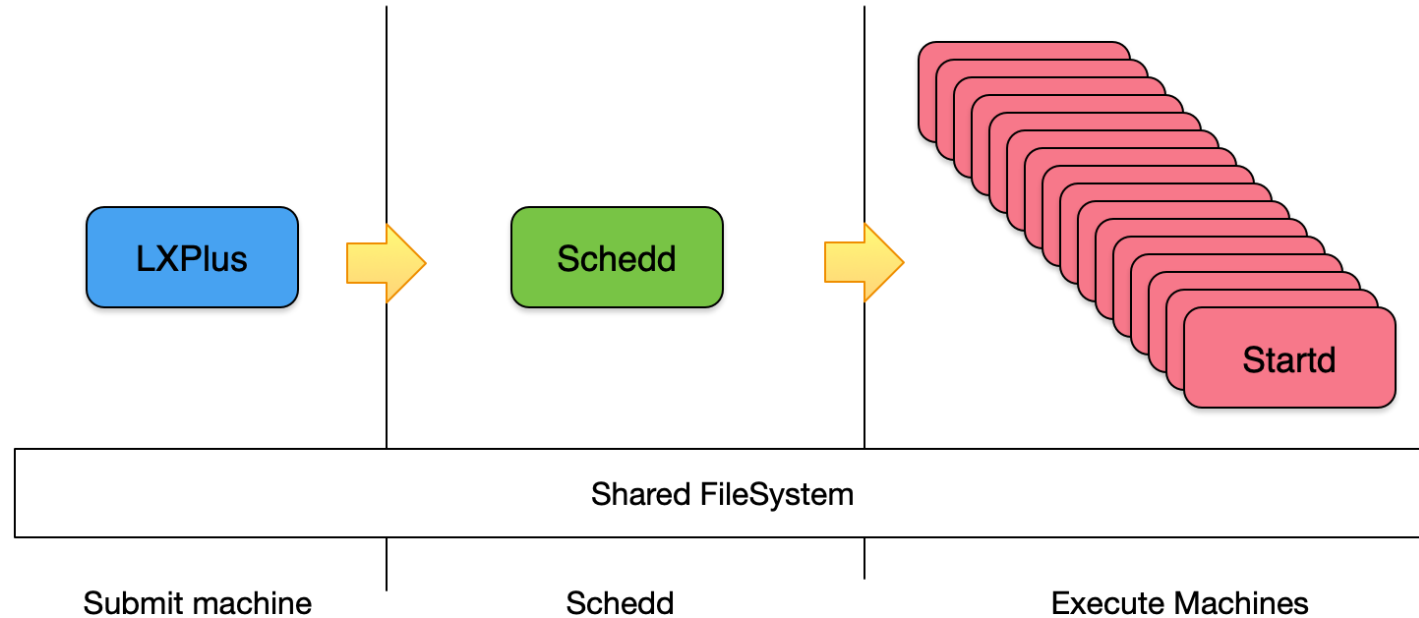 LXPlus
Schedd
Startd
Shared FileSystem
Submit machine
Schedd
Execute Machines